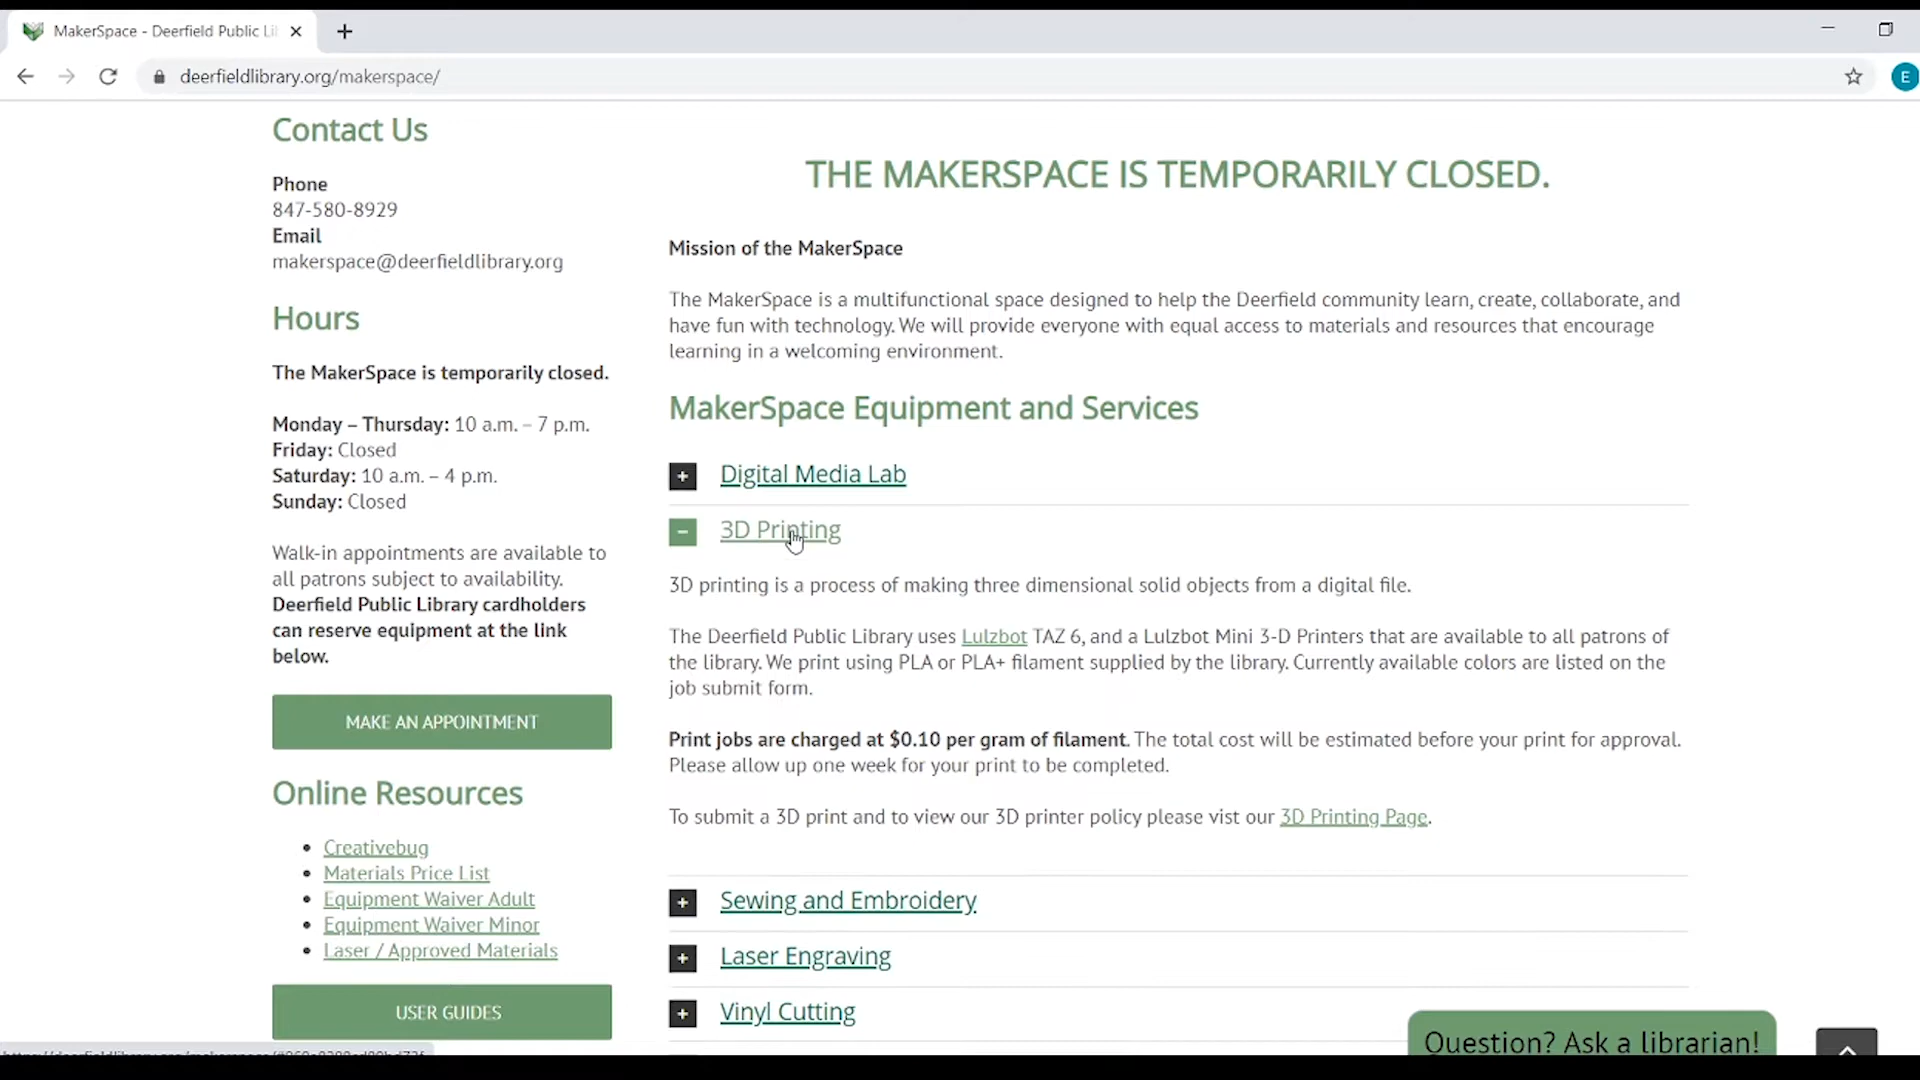 MakerSpace - Deerfield Public Li
deerfieldlibrary.org/makerspace/
E
Contact Us
Phone
847-580-8929
Email
makerspace@deerfieldlibrary.org
Hours
The MakerSpace is temporarily closed.
Monday – Thursday: 10 a.m. – 7 p.m.
Friday: Closed
Saturday: 10 a.m. – 4 p.m.
Sunday: Closed
Walk-in appointments are available to
all patrons subject to availability.
Deerfield Public Library cardholders
can reserve equipment at the link
below.
MAKE AN APPOINTMENT
Online Resources
Creativebug
Materials Price List
Equipment Waiver Adult
Equipment Waiver Minor
Laser / Approved Materials
USER GUIDES
THE MAKERSPACE IS TEMPORARILY CLOSED.
Mission of the MakerSpace
The MakerSpace is a multifunctional space designed to help the Deerfield community learn, create, collaborate, and
have fun with technology. We will provide everyone with equal access to materials and resources that encourage
learning in a welcoming environment.
MakerSpace Equipment and Services
Digital Media Lab
3D Printing
3D printing is a process of making three dimensional solid objects from a digital file.
The Deerfield Public Library uses Lulzbot TAZ 6, and a Lulzbot Mini 3-D Printers that are available to all patrons of
the library. We print using PLA or PLA+ filament supplied by the library. Currently available colors are listed on the
job submit form.
Print jobs are charged at $0.10 per gram of filament. The total cost will be estimated before your print for approval.
Please allow up one week for your print to be completed.
To submit a 3D print and to view our 3D printer policy please vist our 3D Printing Page.
Sewing and Embroidery
Laser Engraving
Vinyl Cutting
Question? Ask a librarian!